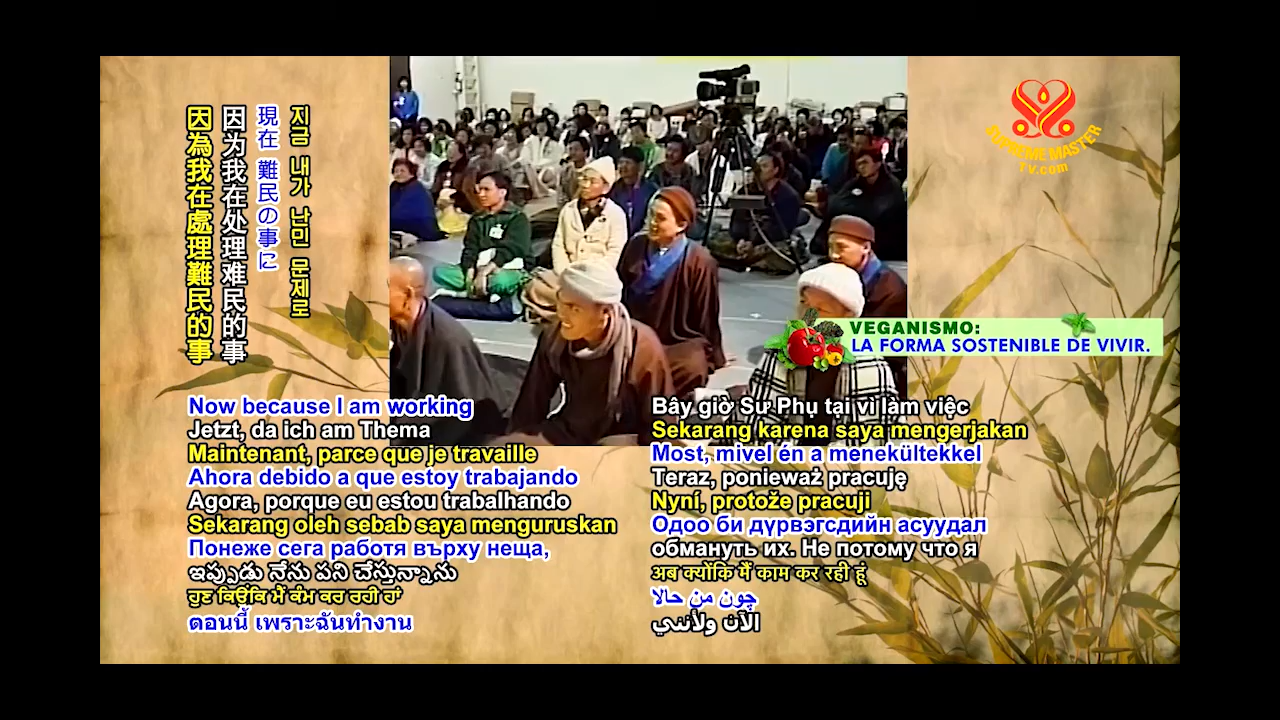 지금 내가 난민 문제로
現在 難民の事に
因为我在处理难民的事
因為我在處理難民的事
SUPREME MASTER
TV.com
VEGANISMO:
LA FORMA SOSTENIBLE DE VIVIR.
Now because I am working
Jetzt, da ich am Thema
Maintenant, parce que je travaille
Ahora debido a que estoy trabajando
Agora, porque eu estou trabalhando
Sekarang oleh sebab saya menguruskan
Понеже сега работя върху неща,
ఇప్పుడు నేను పని చేస్తున్నాను
ਹੁਣ ਕਿਉਂਕਿ ਮੈਂ ਕੰਮ ਕਰ ਰਹੀ ਹਾਂ
ตอนนี้ เพราะฉันทำงาน
Bây giờ Sư Phụ tại vì làm việc
Sekarang karena saya mengerjakan
Most, mivel én a menekültekkel
Teraz, ponieważ pracuję
Nyní, protože pracuji
Одоо би дүрвэгсдийн асуудал
обмануть их. Не потому что я
अब क्योंकि मैं काम कर रही हूं
چون من حالا
الآن ولأنني